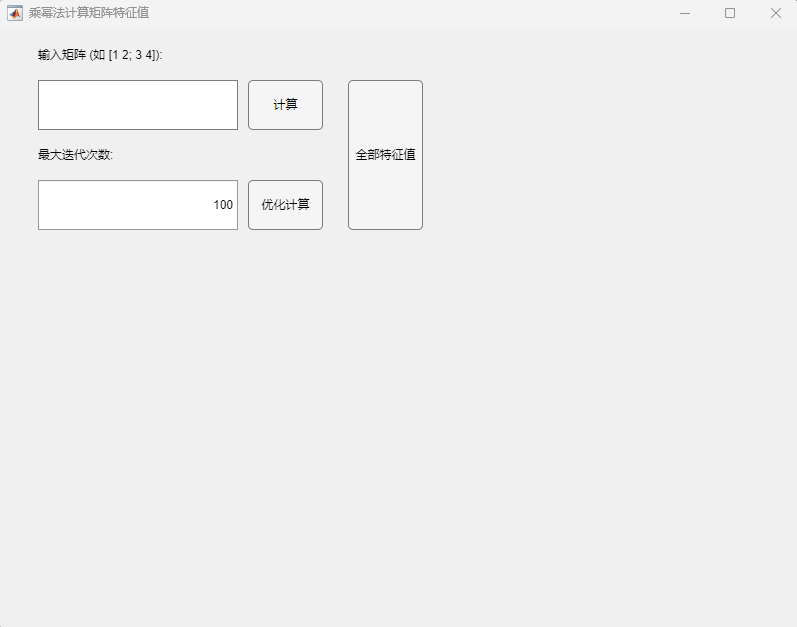 乘幂法计算矩阵特征值
输入矩阵 (如 [1 2; 3 4]):
计算
全部特征值
最大迭代次数:
100
优化计算